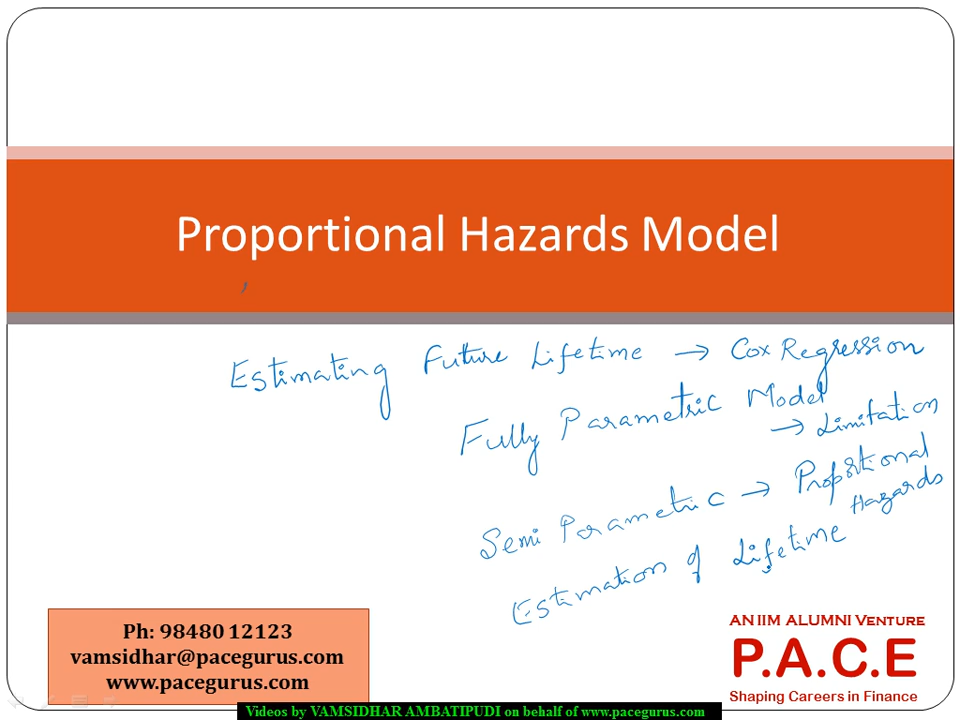 Proportional Hazards Model
Estimating Future Lifetime → Cox Regression
Fully Parametric Model
→ Limitation
Semi Parametric → Proportional
Hazards
Estimation of Lifetime
Ph: 98480 12123
vamsidhar@pacegurus.com
www.pacegurus.com
AN IIM ALUMNI VENTURE
P.A.C.E
Shaping Careers in Finance
Videos by VAMSIDHAR AMBATIPUDI on behalf of www.pacegurus.com